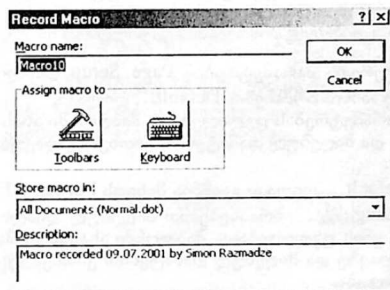 Record Macro
Macro name:
OK
Macro10
Cancel
Assign macro to
Toolbars Keyboard
Store macro in:
All Documents (Normal.dot)
Description:
Macro recorded 09.07.2001 by Simon Razmadze